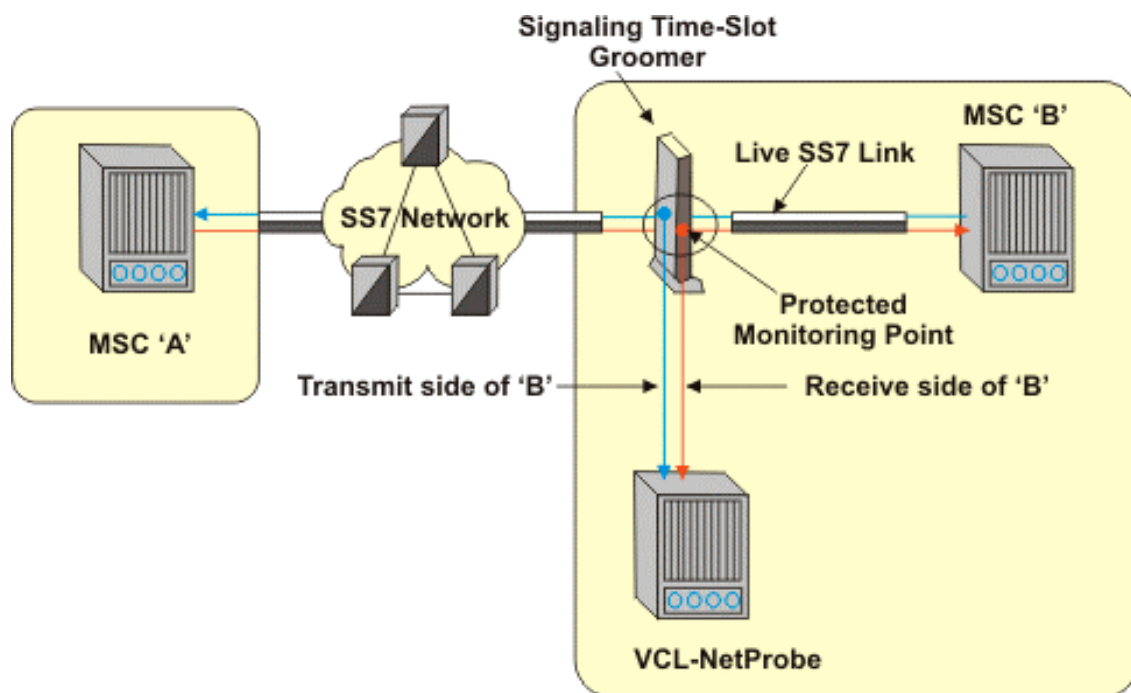 Signaling Time-Slot
Groomer
MSC 'B'
Live SS7 Link
SS7 Network
MSC 'A'
Protected
Monitoring Point
Transmit side of 'B'
Receive side of 'B'
VCL-NetProbe